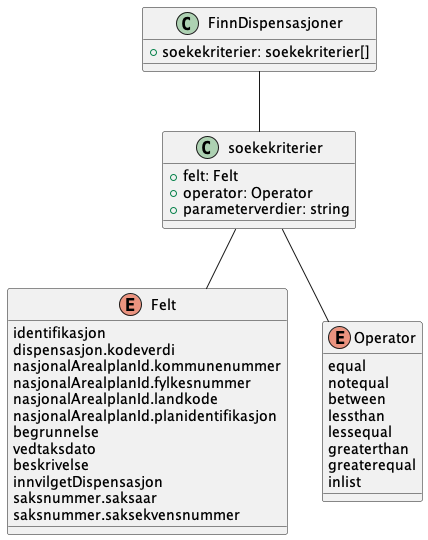 C FinnDispensasjoner
soekekriterier: soekekriterier[]
C soekekriterier
felt: Felt
operator: Operator
parameterverdier: string
E Felt
identifikasjon
dispensasjon.kodeverdi
nasjonalArealplanId.kommunenummer
nasjonalArealplanId.fylkesnummer
nasjonalArealplanId.landkode
nasjonalArealplanId.planidentifikasjon
begrunnelse
vedtaksdato
beskrivelse
innvilgetDispensasjon
saksnummer.saksaar
saksnummer.saksekvensnummer
E Operator
equal
notequal
between
lessthan
lessequal
greaterthan
greaterequal
inlist